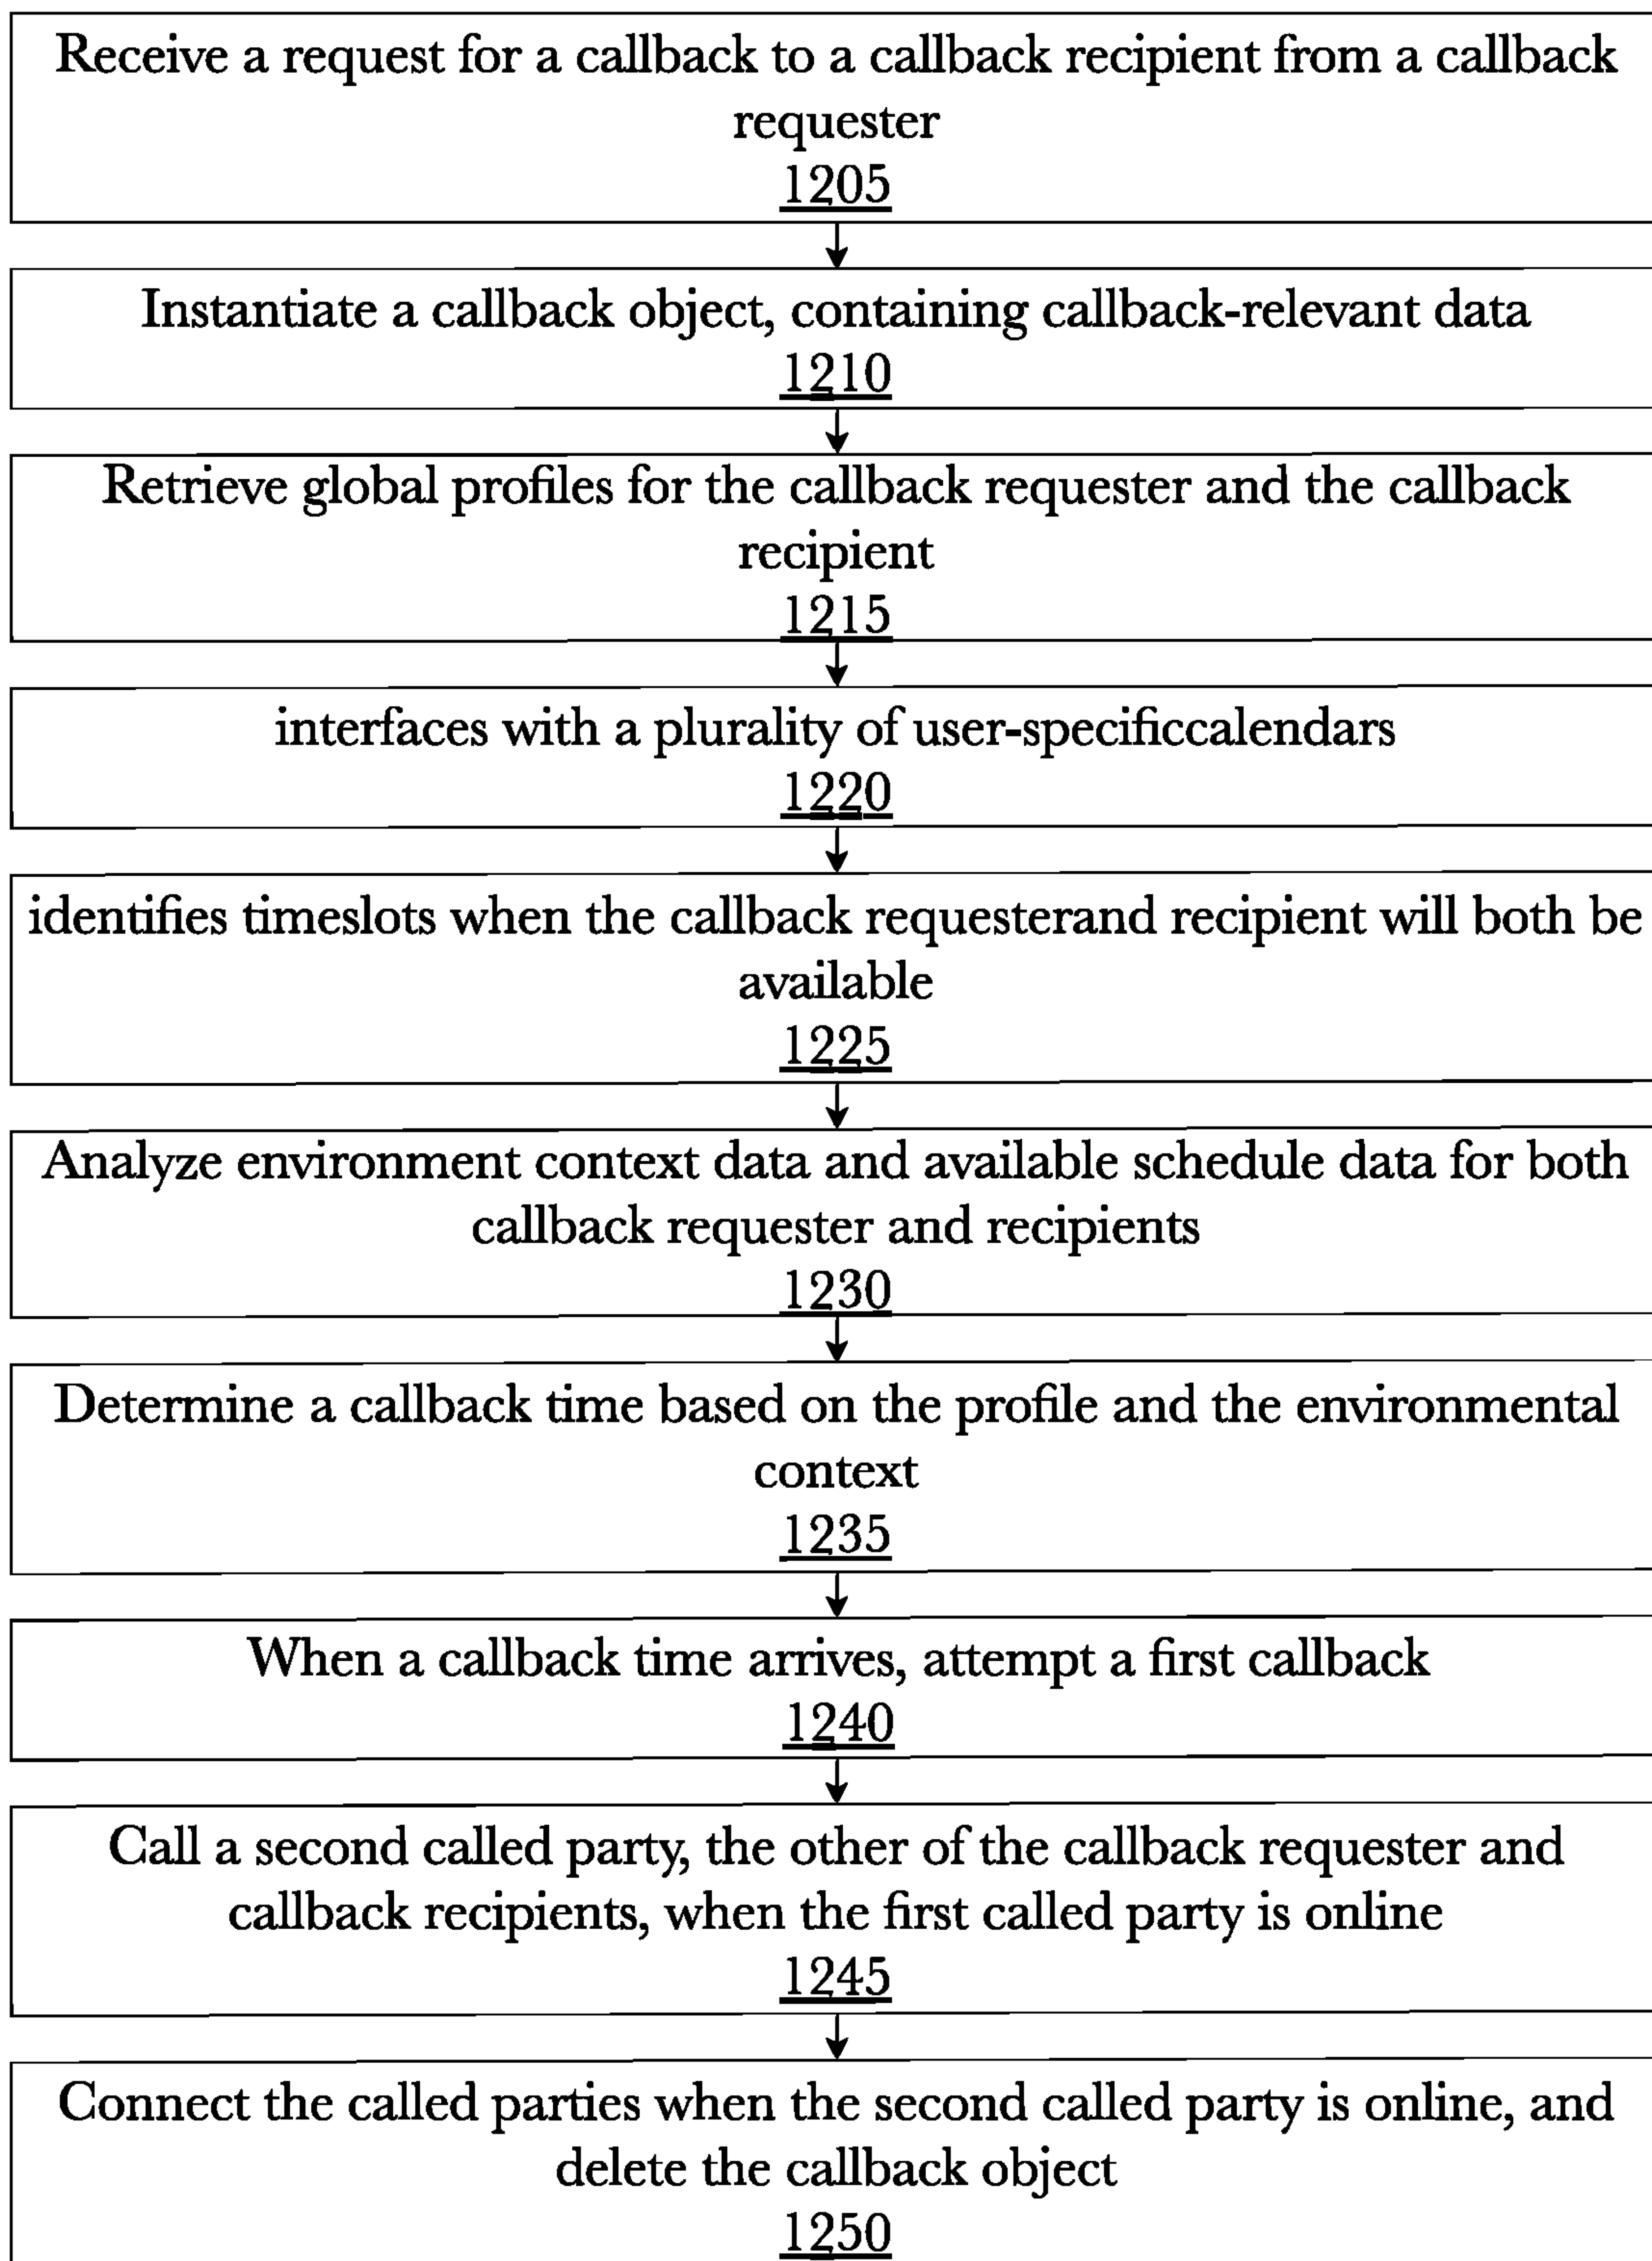 Receive a request for a callback to a callback recipient from a callback
requester
1205
Instantiate a callback object, containing callback-relevant data
1210
Retrieve global profiles for the callback requester and the callback
recipient
1215
interfaces with a plurality of user-specificcalendars
1220
identifies timeslots when the callback requesterand recipient will both be
available
1225
Analyze environment context data and available schedule data for both
callback requester and recipients
1230
Determine a callback time based on the profile and the environmental
context
1235
When a callback time arrives, attempt a first callback
1240
Call a second called party, the other of the callback requester and
callback recipients, when the first called party is online
1245
Connect the called parties when the second called party is online, and
delete the callback object
1250